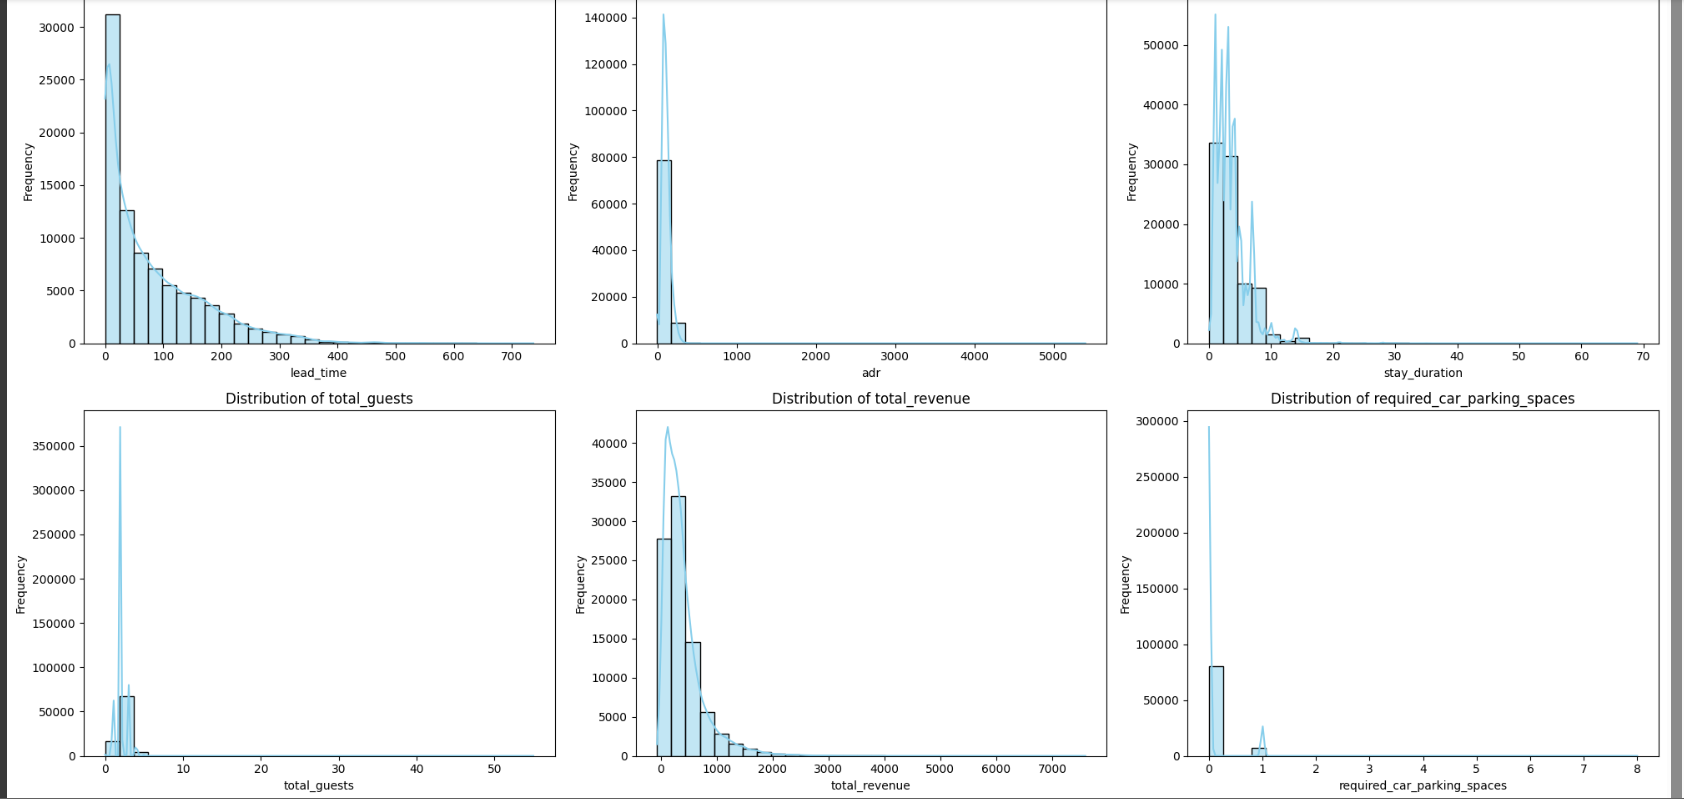 30000
25000
20000
15000
10000
5000
0
Frequency
0 100 200 300 400 500 600 700
lead_time
140000
120000
100000
80000
60000
40000
20000
0
Frequency
0 1000 2000 3000 4000 5000
adr
50000
40000
30000
20000
10000
0
Frequency
0 10 20 30 40 50 60 70
stay_duration
Distribution of total_guests
350000
300000
250000
200000
150000
100000
50000
0
Frequency
0 10 20 30 40 50
total_guests
Distribution of total_revenue
40000
35000
30000
25000
20000
15000
10000
5000
0
Frequency
0 1000 2000 3000 4000 5000 6000 7000
total_revenue
Distribution of required_car_parking_spaces
300000
250000
200000
150000
100000
50000
0
Frequency
0 1 2 3 4 5 6 7 8
required_car_parking_spaces